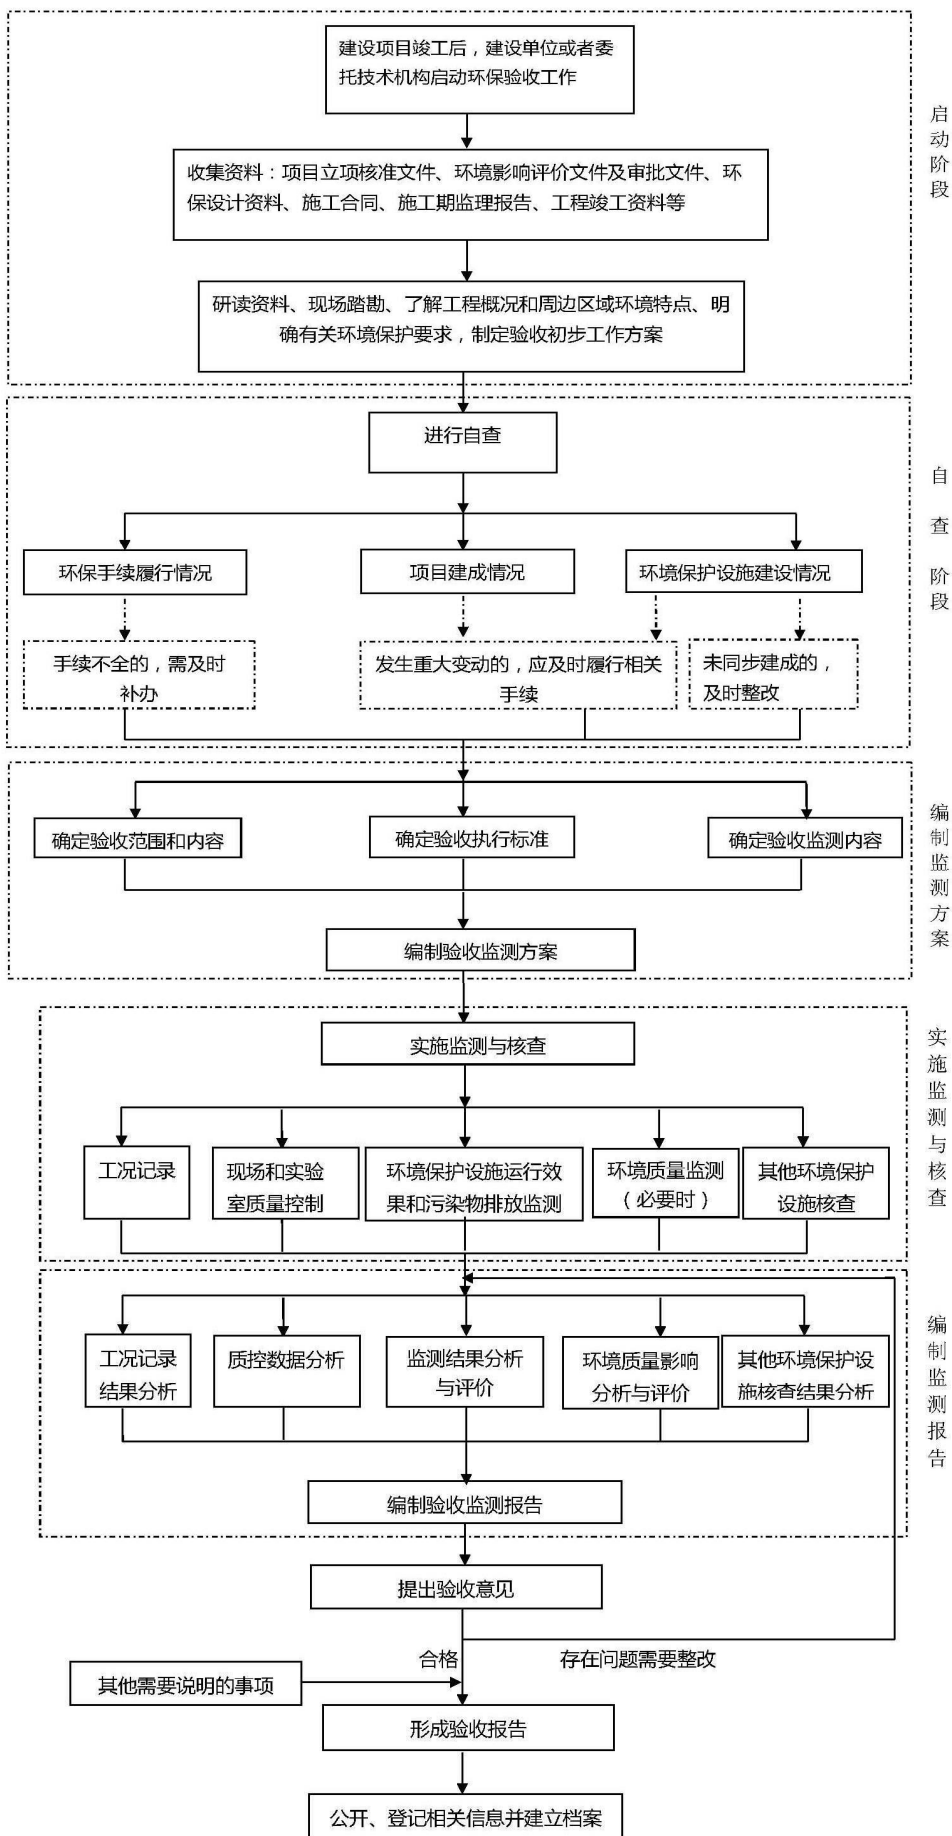 建设项目竣工后，建设单位或者委
托技术机构启动环保验收工作
收集资料：项目立项核准文件、环境影响评价文件及审批文件、环
保设计资料、施工合同、施工期监理报告、工程竣工资料等
研读资料、现场踏勘、了解工程概况和周边区域环境特点、明
确有关环境保护要求，制定验收初步工作方案
启动阶段
进行自查
环保手续履行情况
项目建成情况
环境保护设施建设情况
手续不全的，需及时
补办
发生重大变动的，应及时履行相关
手续
未同步建成的，
及时整改
自查阶段
确定验收范围和内容
确定验收执行标准
确定验收监测内容
编制验收监测方案
编制监测方案
实施监测与核查
工况记录
现场和实验
室质量控制
环境保护设施运行效
果和污染物排放监测
环境质量监测
（必要时）
其他环境保护
设施核查
实施监测与核查
工况记录
结果分析
质控数据分析
监测结果分析
与评价
环境质量影响
分析与评价
其他环境保护设
施核查结果分析
编制验收监测报告
编制监测报告
提出验收意见
合格
存在问题需要整改
其他需要说明的事项
形成验收报告
公开、登记相关信息并建立档案